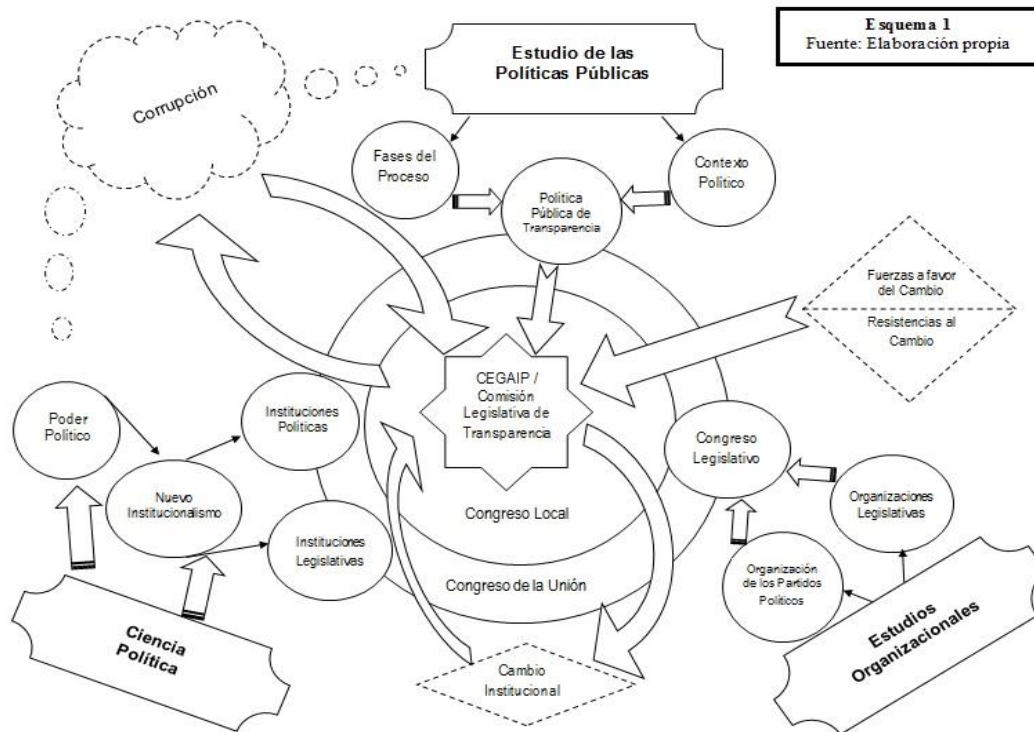 Esquema 1
Fuente: Elaboración propia
Estudio de las
Políticas Públicas
Corrupción
Fases del
Proceso
Contexto
Político
Política
Pública de
Transparencia
Fuerzas a favor
del Cambio
Resistencias al
Cambio
CEGAIP /
Comisión
Legislativa de
Transparencia
Poder
Político
Instituciones
Políticas
Congreso
Legislativo
Nuevo
Institucionalismo
Organizaciones
Legislativas
Congreso Local
Instituciones
Legislativas
Congreso de la Unión
Organización
de los Partidos
Políticos
Ciencia
Política
Estudios
Organizacionales
Cambio
Institucional